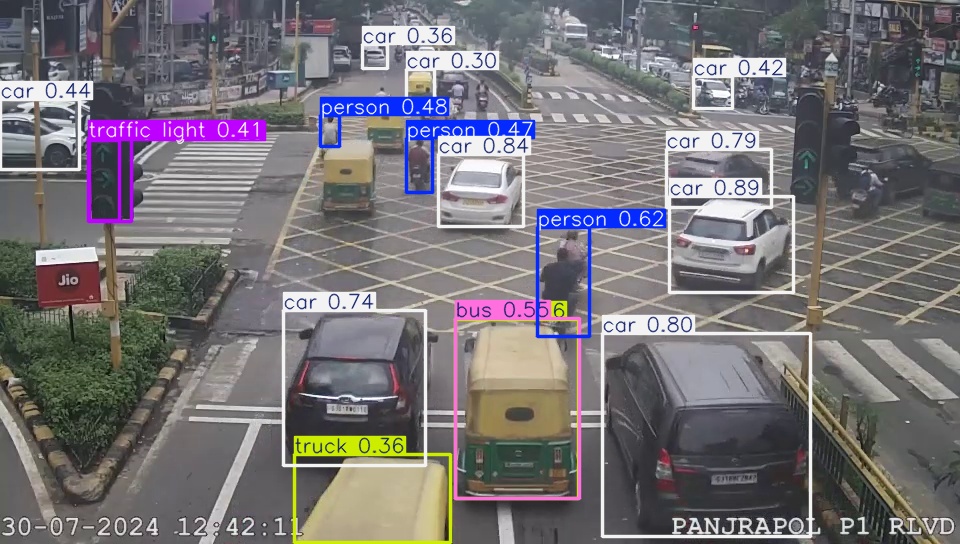 car 0.36
car 0.30
car 0.42
car 0.44
person 0.48
traffic light 0.41
person 0.47
car 0.84
car 0.79
car 0.89
person 0.62
Jio
car 0.74
bus 0.55
6
car 0.80
truck 0.36
30-07-2024 12:42:11
PANJRAPOL P1 RLVD